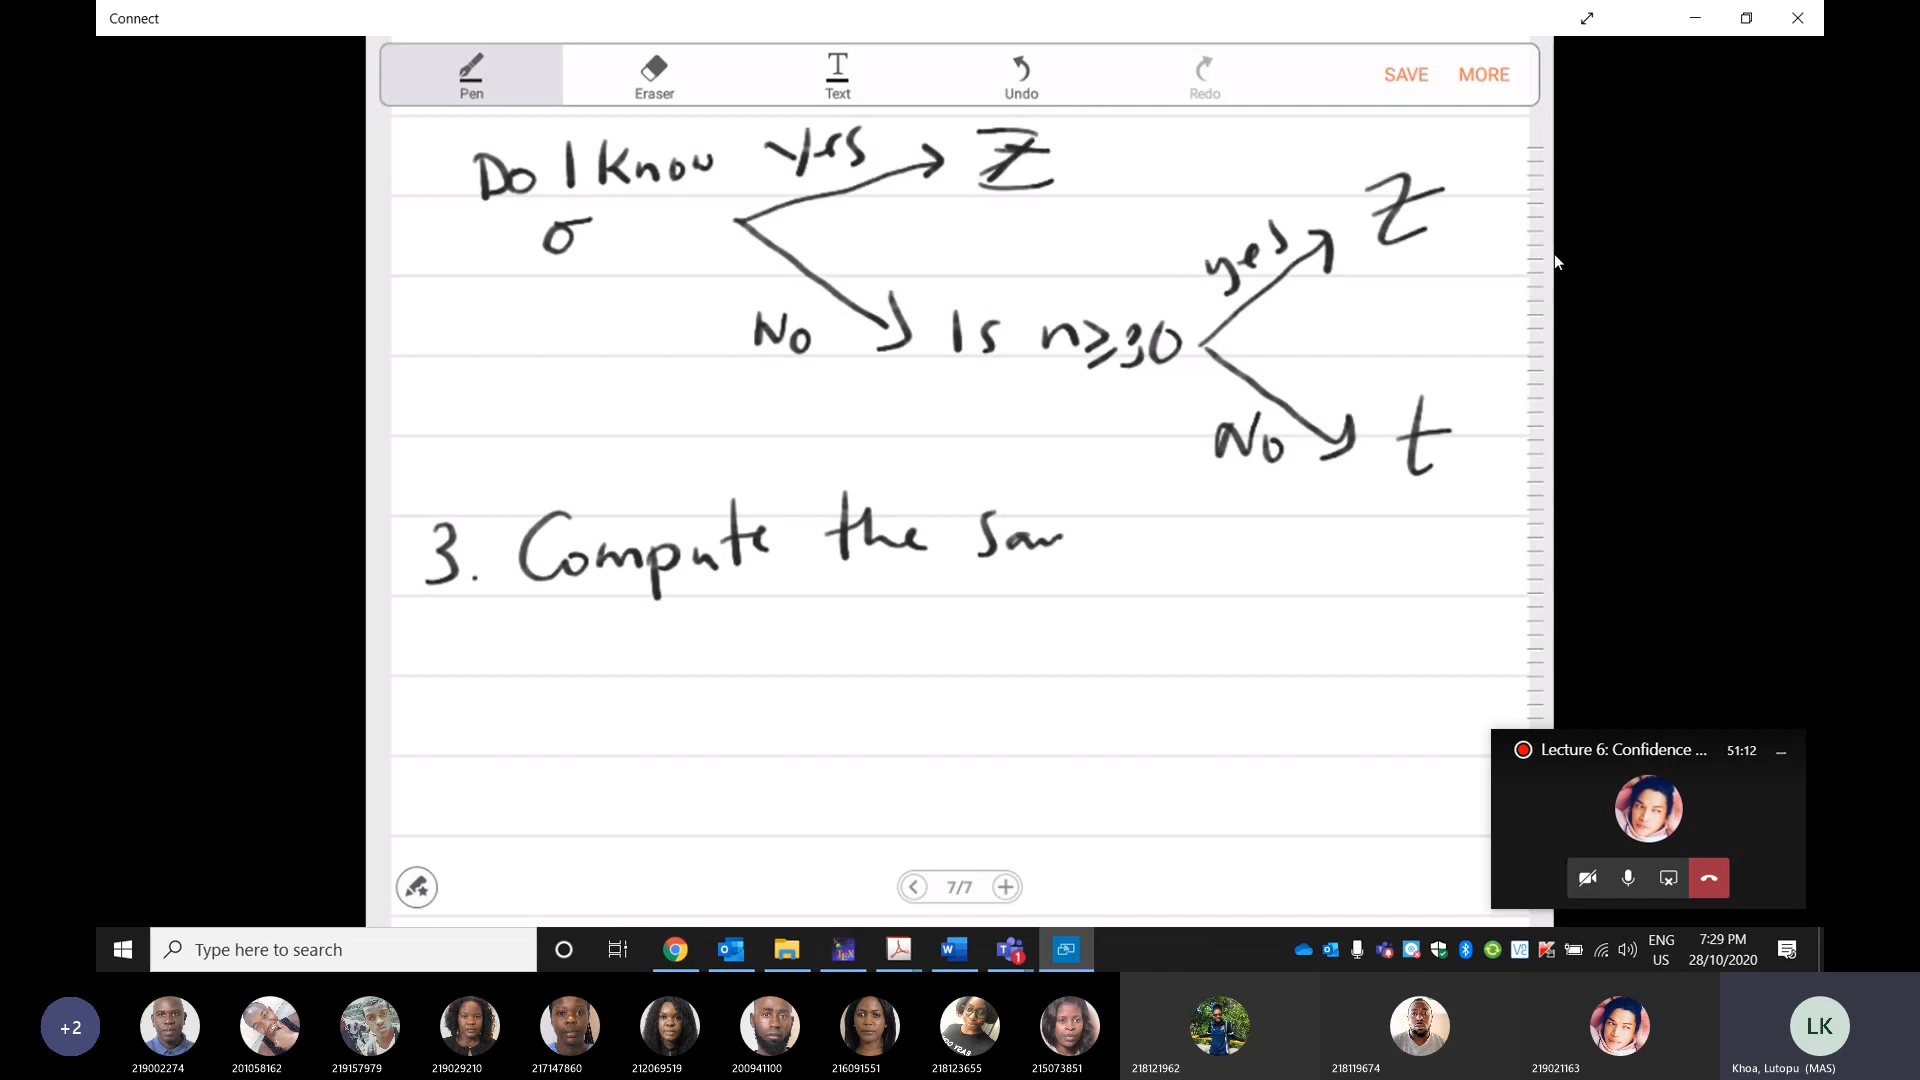 Connect
Pen
Eraser
Text
Undo
Redo
SAVE
MORE
Do I Know
σ
Yes
Z
No
Is n≥30
yes
Z
No
t
3. Compute the Sam
7/7
Lecture 6: Confidence ...
51:12
Type here to search
1
ENG
US
7:29 PM
28/10/2020
+2
219002274
201058162
219157979
219029210
217147860
212069519
200941100
216091551
218123655
215073851
218121962
218119674
219021163
LK
Khoa, Lutopu (MAS)